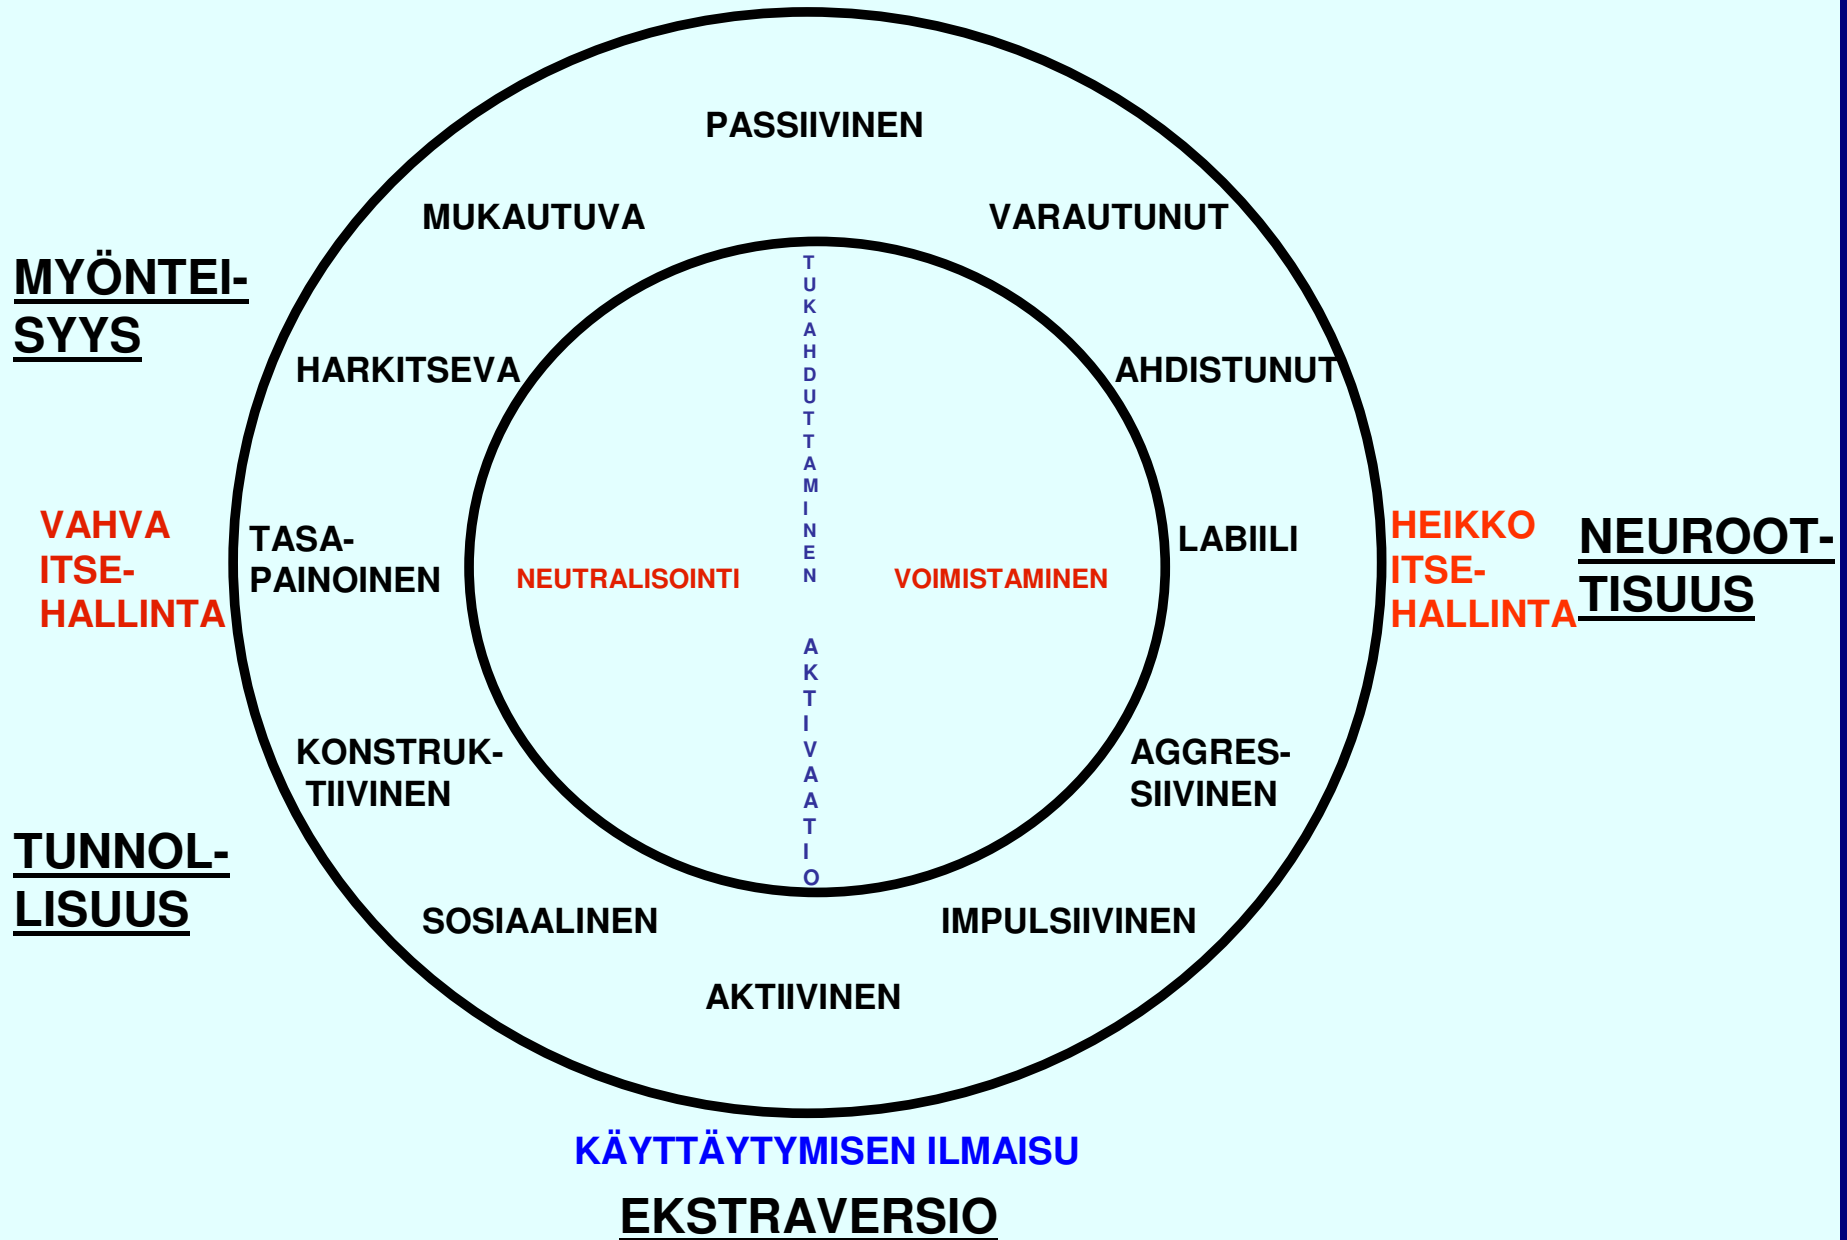 PASSIIVINEN
MUKAUTUVA
VARAUTUNUT
MYÖNTEI-
SYYS
HARKITSEVA
AHDISTUNUT
TUKAHDUTTAMINEN
VAHVA
ITSE-
HALLINTA
TASA-
PAINOINEN
NEUTRALISOINTI
VOIMISTAMINEN
LABIILI
HEIKKO
ITSE-
HALLINTA
NEUROOT-
TISUUS
AKTIVAATIO
KONSTRUK-
TIIVINEN
AGGRES-
SIIVINEN
TUNNOL-
LISUUS
SOSIAALINEN
IMPULSIIVINEN
AKTIIVINEN
KÄYTTÄYTYMISEN ILMAISU
EKSTRAVERSIO